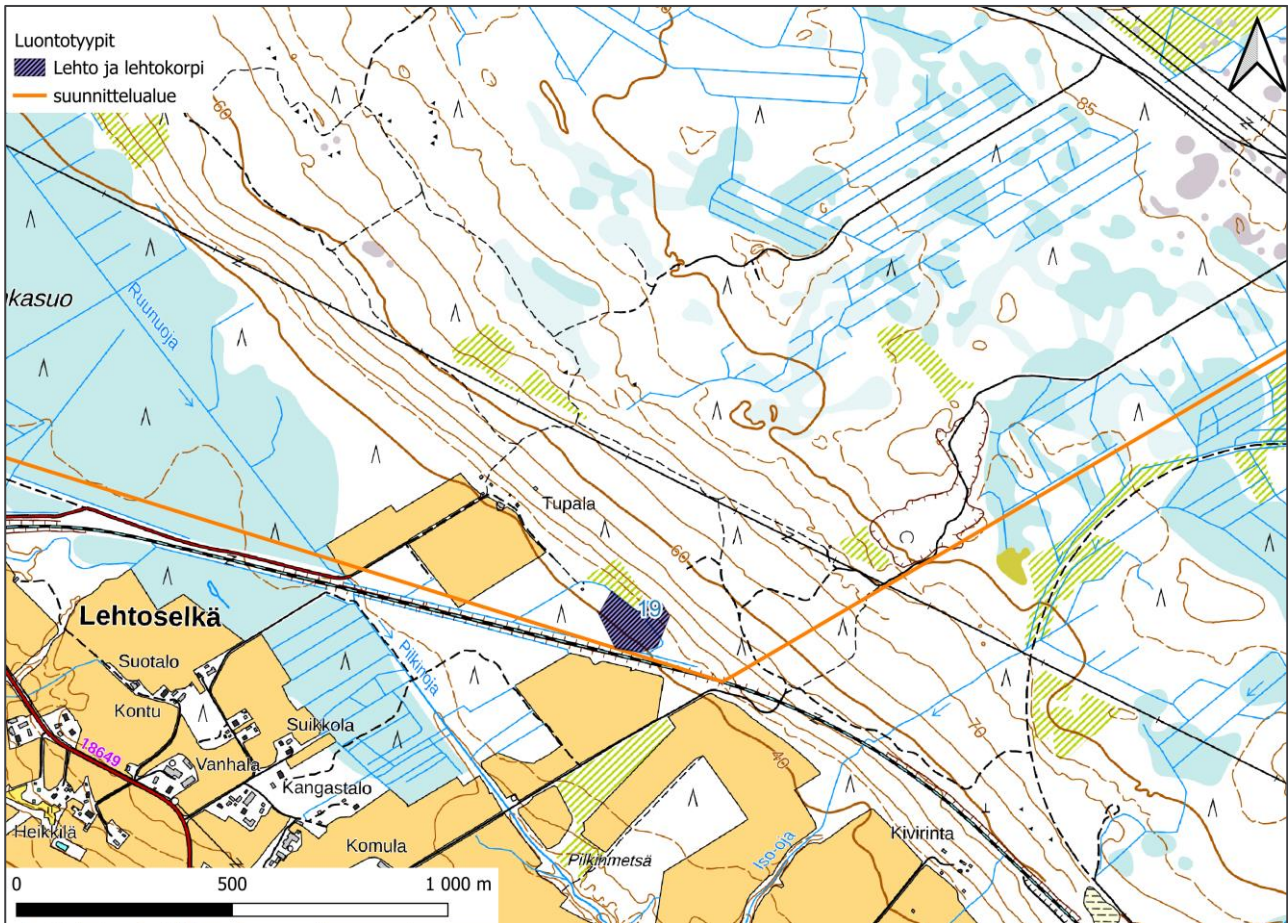 Luontotyypit
Lehto ja lehtokorpi
suunnittelualue
60
85
Ruunuoja
Tupala
60
19
Lehtoselkä
Suotalo
Pilkinoja
Kontu
Suikkola
70
18649
Vanhala
40
Kangastalo
Heikkilä
Kivirinta
Komula
Pilkinmetsä
Iso-oja
0 500 1 000 m